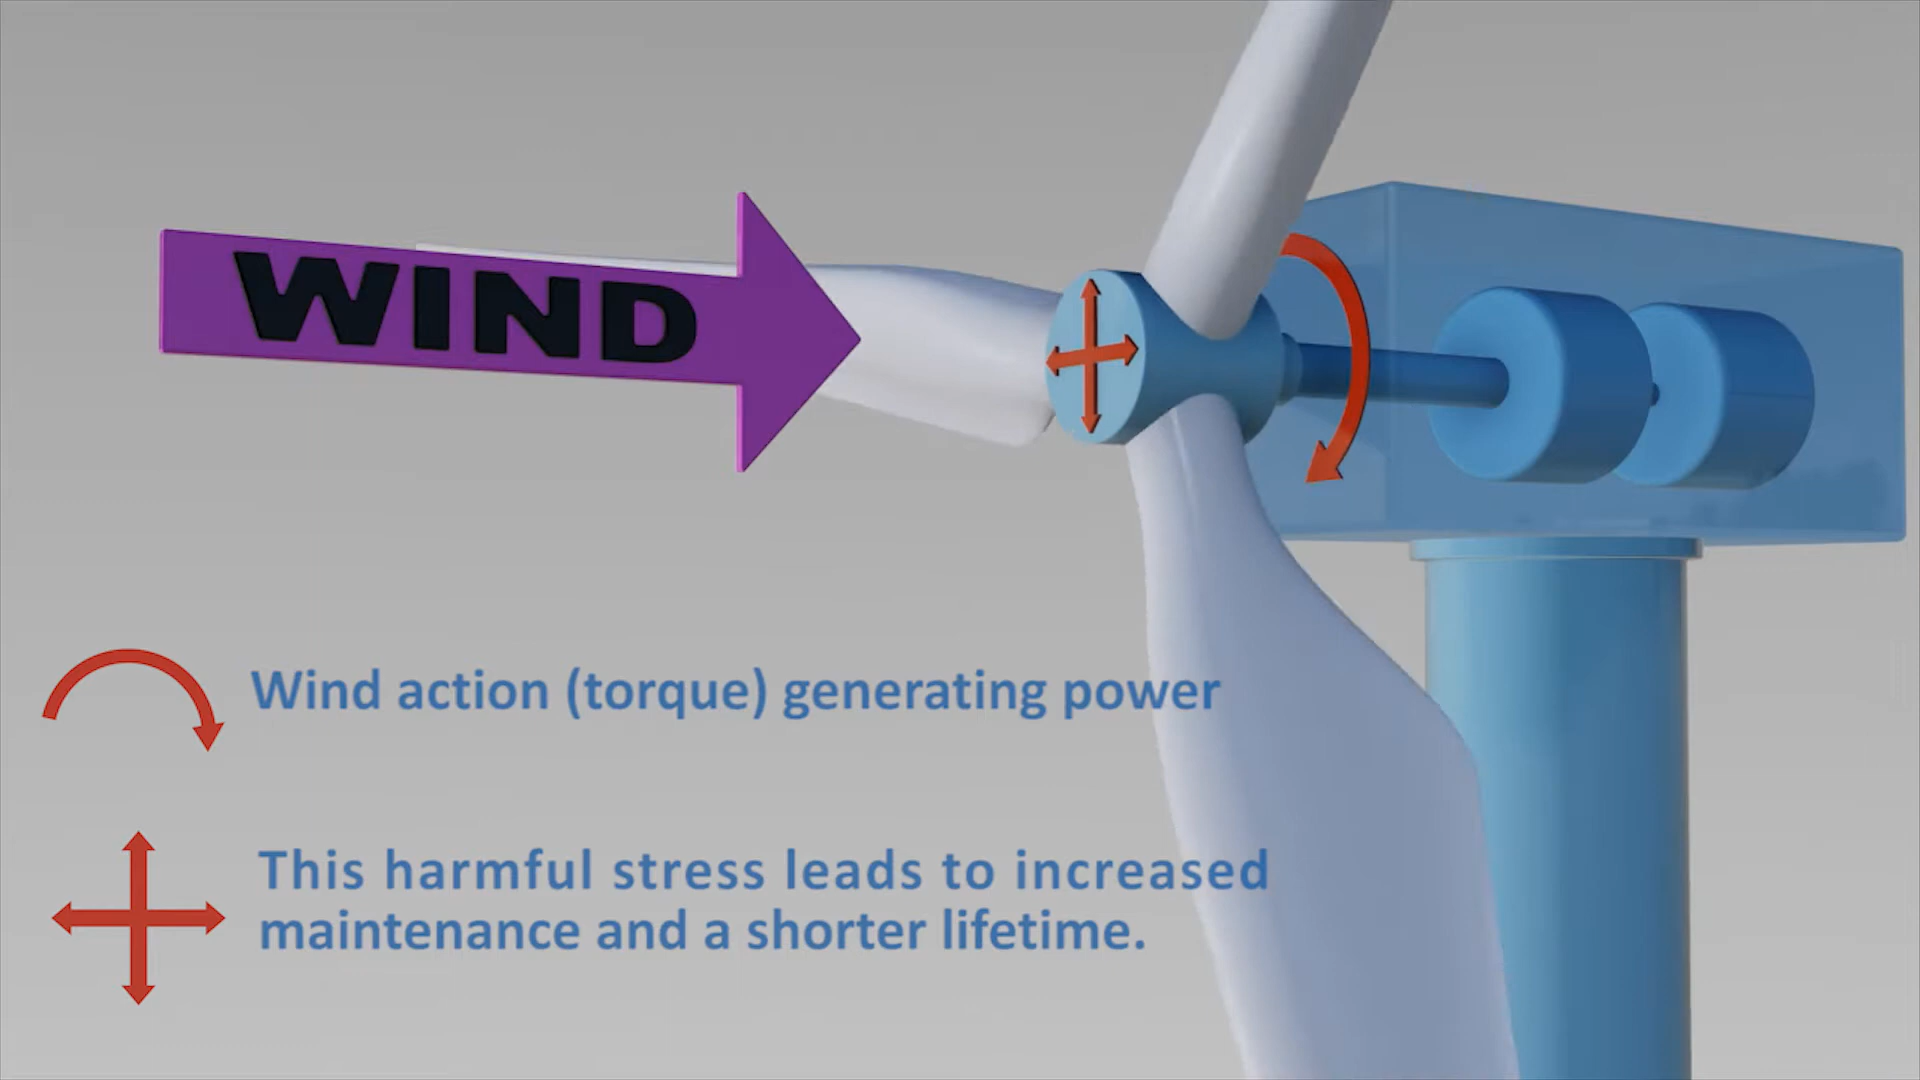 WIND
Wind action (torque) generating power
This harmful stress leads to increased
maintenance and a shorter lifetime.